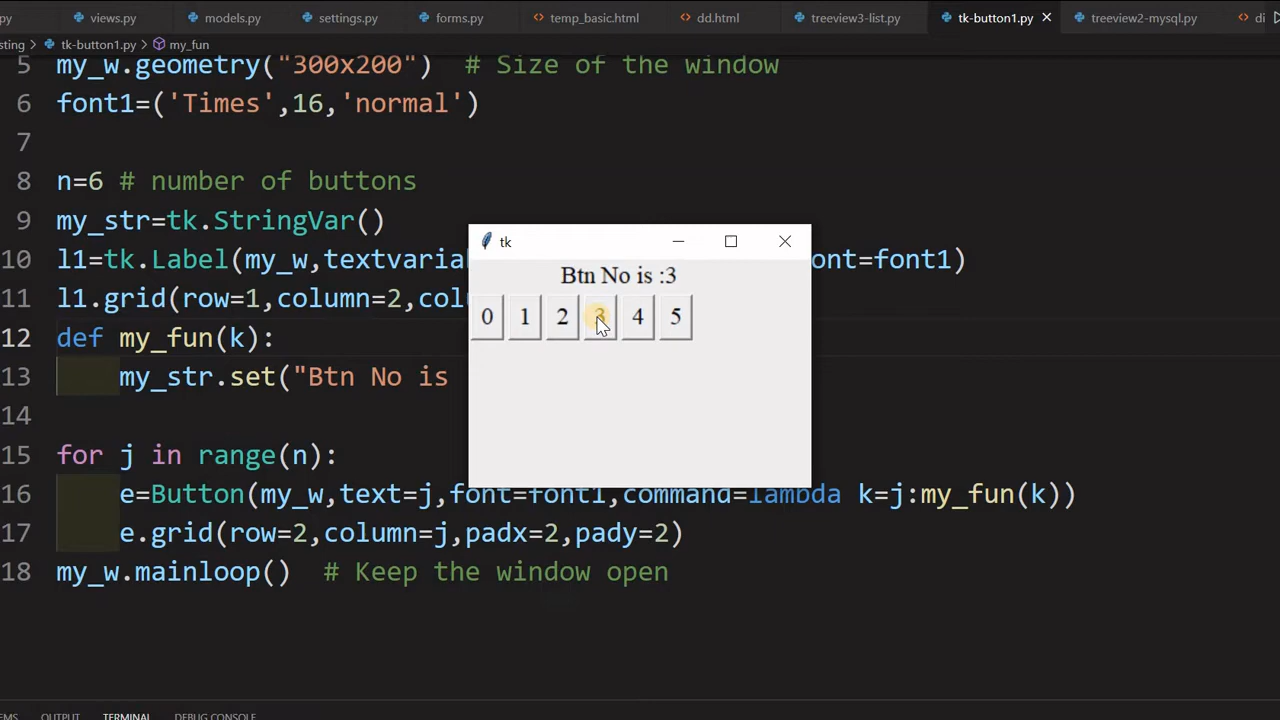 py
views.py
models.py
settings.py
forms.py
temp_basic.html
dd.html
treeview3-list.py
tk-button1.py
treeview2-mysql.py
di
sting > tk-button1.py > my_fun
5 my_w.geometry("300x200")  # Size of the window
6 font1=('Times',16,'normal')
7
8 n=6 # number of buttons
9 my_str=tk.StringVar()
10 l1=tk.Label(my_w,textvaria ont=font1)
11 l1.grid(row=1,column=2,col
12 def my_fun(k):
13 my_str.set("Btn No is
14
15 for j in range(n):
16 e=Button(my_w,text=j,font=font1,command=lambda k=j:my_fun(k))
17 e.grid(row=2,column=j,padx=2,pady=2)
18 my_w.mainloop()  # Keep the window open
tk
Btn No is :3
0 1 2 3 4 5
EMS OUTPUT TERMINAL DEBUG CONSOLE